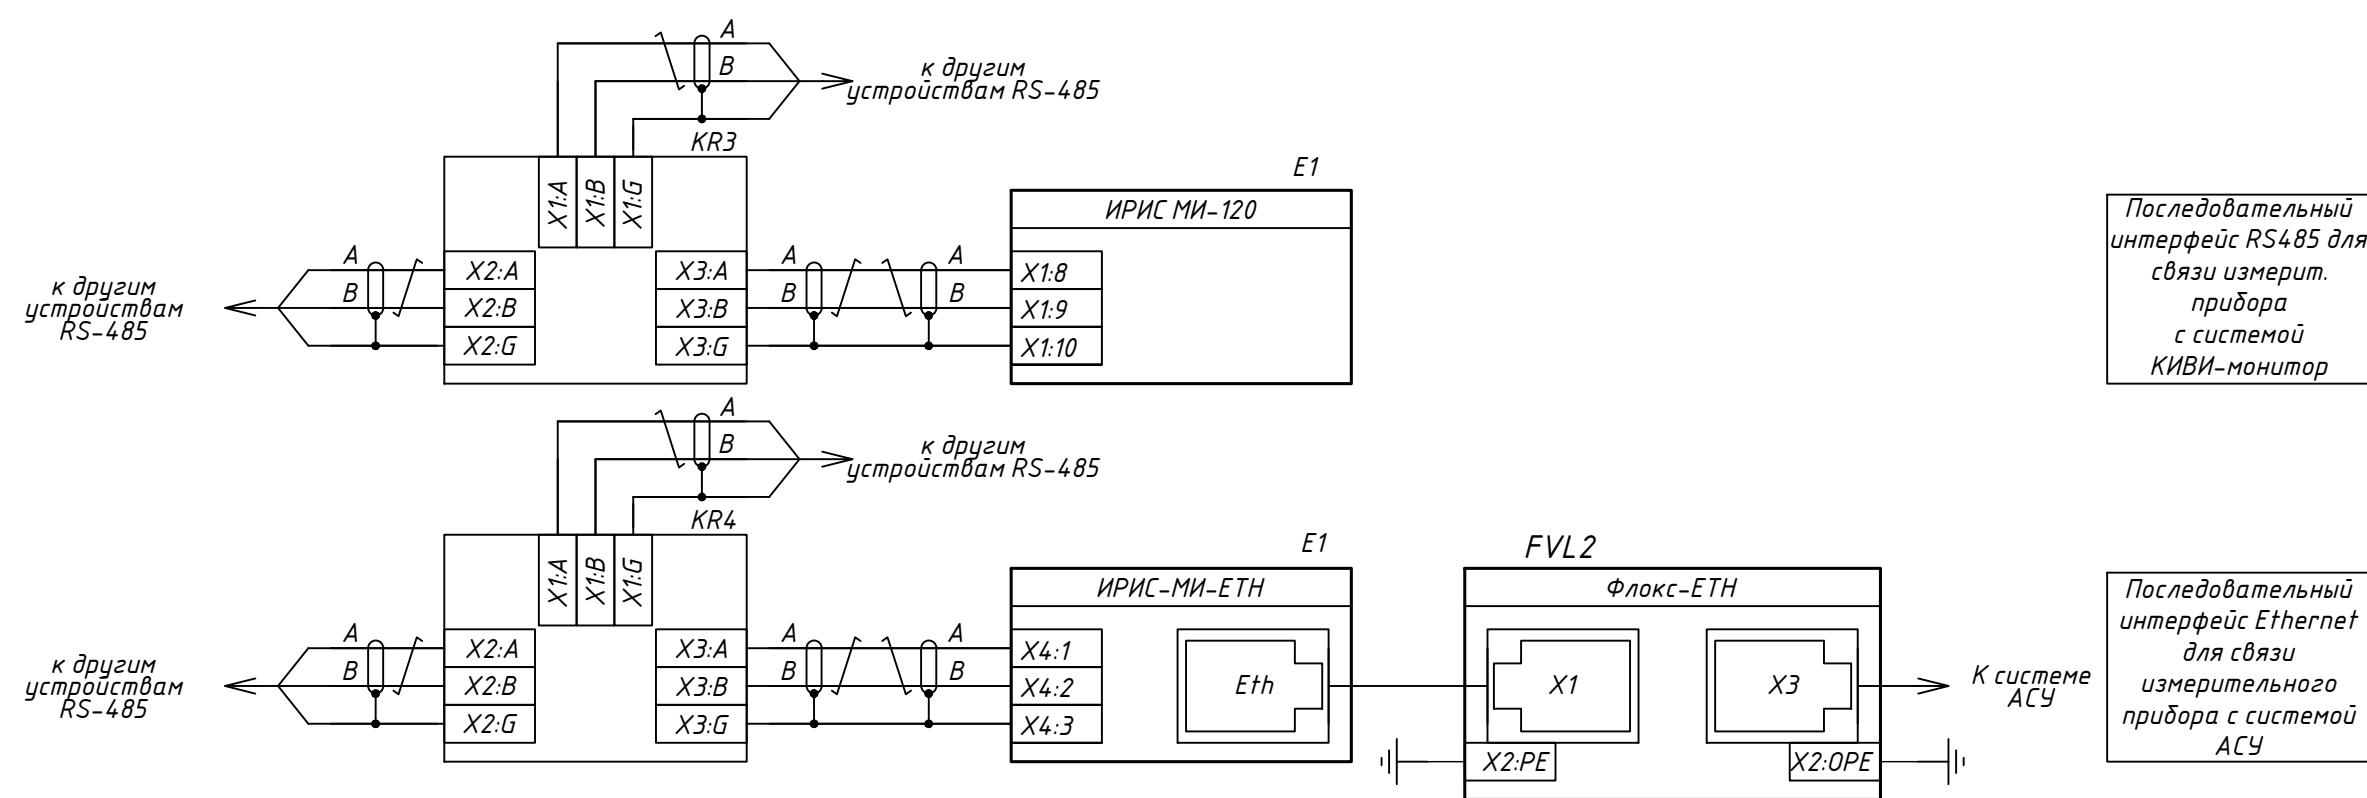 A
B
к другим
устройствам RS-485
KR3
X1:A
X1:B
X1:G
E1
ИРИС МИ-120
Последовательный
интерфейс RS485 для
связи измерит.
прибора
с системой
КИВИ-монитор
к другим
устройствам
RS-485
A
B
X2:A
X2:B
X2:G
X3:A
X3:B
X3:G
A
B
A
B
X1:8
X1:9
X1:10
A
B
к другим
устройствам RS-485
KR4
X1:A
X1:B
X1:G
E1
ИРИС-МИ-ETH
FVL2
Флокс-ETH
Последовательный
интерфейс Ethernet
для связи
измерительного
прибора с системой
АСУ
к другим
устройствам
RS-485
A
B
X2:A
X2:B
X2:G
X3:A
X3:B
X3:G
A
B
A
B
X4:1
X4:2
X4:3
Eth
X1
X3
К системе
АСУ
X2:PE
X2:OPE